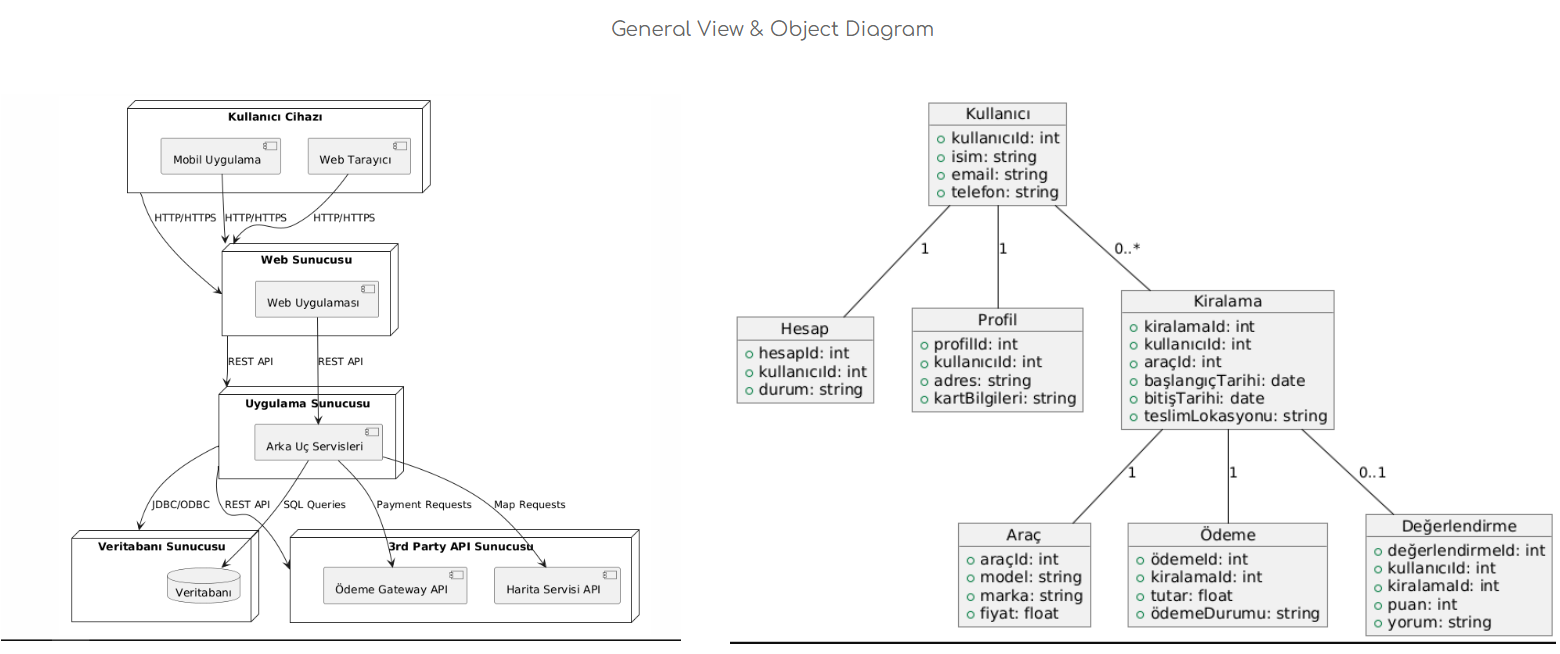 General View & Object Diagram
Kullanıcı Cihazı
Mobil Uygulama
Web Tarayıcı
HTTP/HTTPS
HTTP/HTTPS
HTTP/HTTPS
Web Sunucusu
Web Uygulaması
REST API
REST API
Uygulama Sunucusu
Arka Uç Servisleri
JDBC/ODBC
REST API
SQL Queries
Payment Requests
Map Requests
Veritabanı Sunucusu
Veritabanı
3rd Party API Sunucusu
Ödeme Gateway API
Harita Servisi API
Kullanıcı
kullanıcıId: int
isim: string
email: string
telefon: string
1
1
0..*
Hesap
hesapId: int
kullanıcıId: int
durum: string
Profil
profilId: int
kullanıcıId: int
adres: string
kartBilgileri: string
Kiralama
kiralamaId: int
kullanıcıId: int
araçId: int
başlangıçTarihi: date
bitişTarihi: date
teslimLokasyonu: string
1
1
0..1
Araç
araçId: int
model: string
marka: string
fiyat: float
Ödeme
ödemeId: int
kiralamaId: int
tutar: float
ödemeDurumu: string
Değerlendirme
değerlendirmeId: int
kullanıcıId: int
kiralamaId: int
puan: int
yorum: string